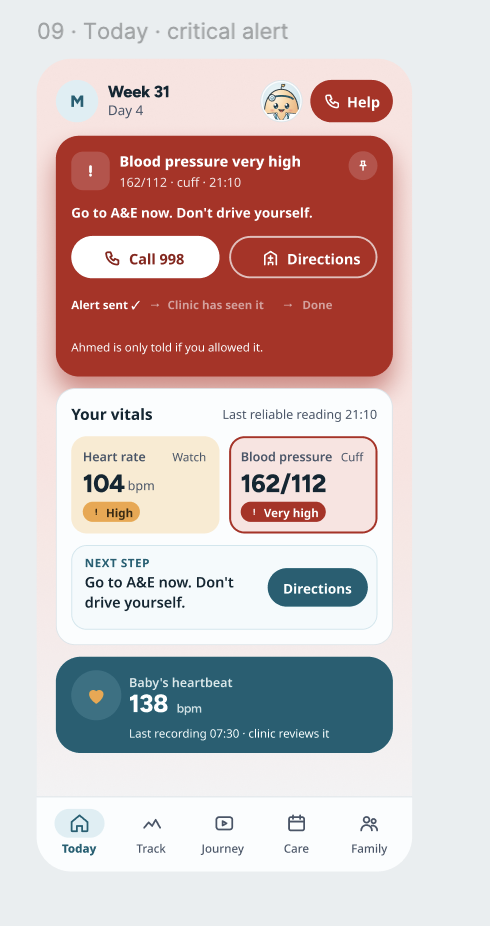 09 · Today · critical alert
M
Week 31
Day 4
Help
!
Blood pressure very high
162/112 · cuff · 21:10
Go to A&E now. Don't drive yourself.
Call 998
Directions
Alert sent ✓ → Clinic has seen it → Done
Ahmed is only told if you allowed it.
Your vitals
Last reliable reading 21:10
Heart rate
Watch
104 bpm
! High
Blood pressure
Cuff
162/112
! Very high
NEXT STEP
Go to A&E now. Don't
drive yourself.
Directions
Baby's heartbeat
138 bpm
Last recording 07:30 · clinic reviews it
Today
Track
Journey
Care
Family